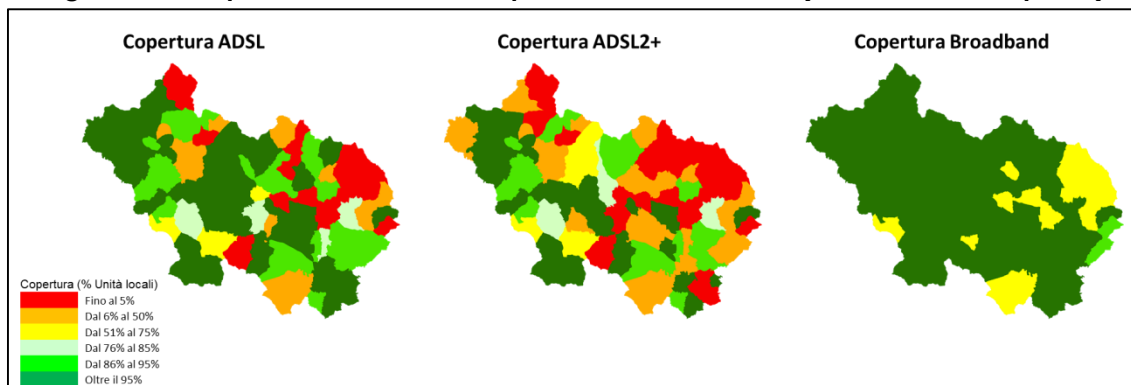 Copertura ADSL
Copertura ADSL2+
Copertura Broadband
Copertura (% Unità locali)
Fino al 5%
Dal 6% al 50%
Dal 51% al 75%
Dal 76% al 85%
Dal 86% al 95%
Oltre il 95%